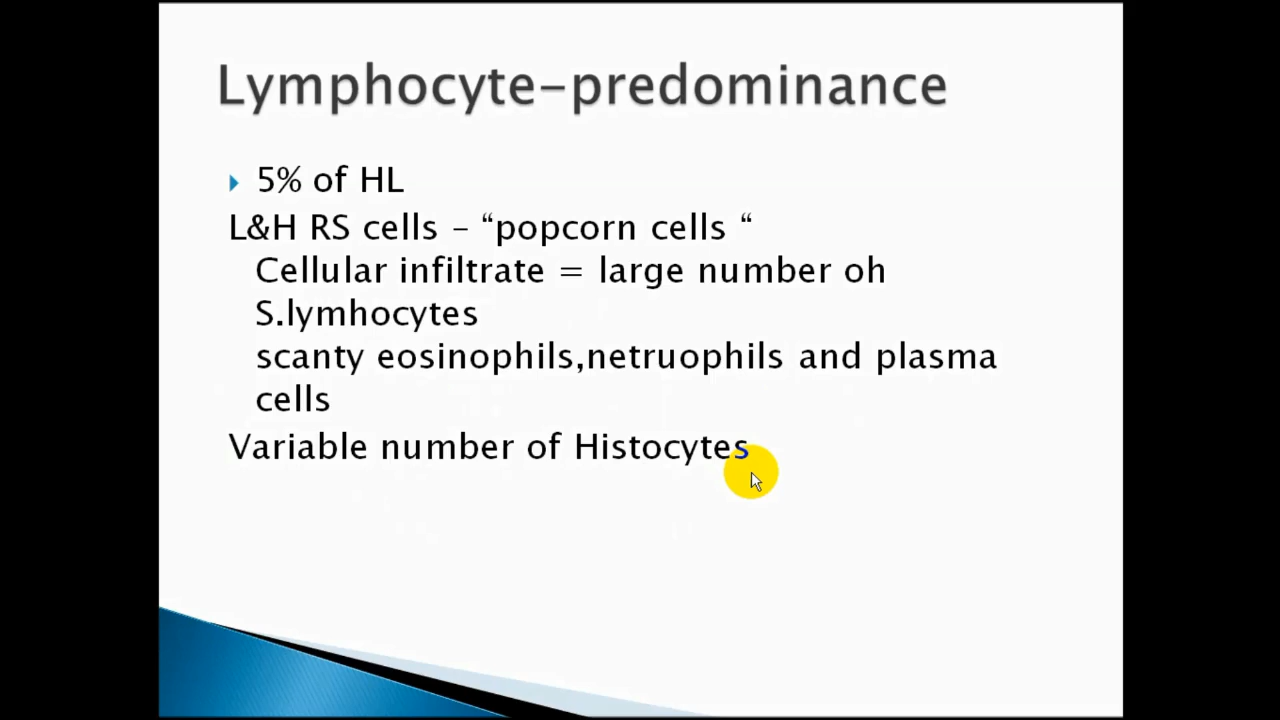 Lymphocyte-predominance
5% of HL
L&H RS cells – “popcorn cells “
Cellular infiltrate = large number oh
S.lymhocytes
scanty eosinophils,netruophils and plasma
cells
Variable number of Histocytes